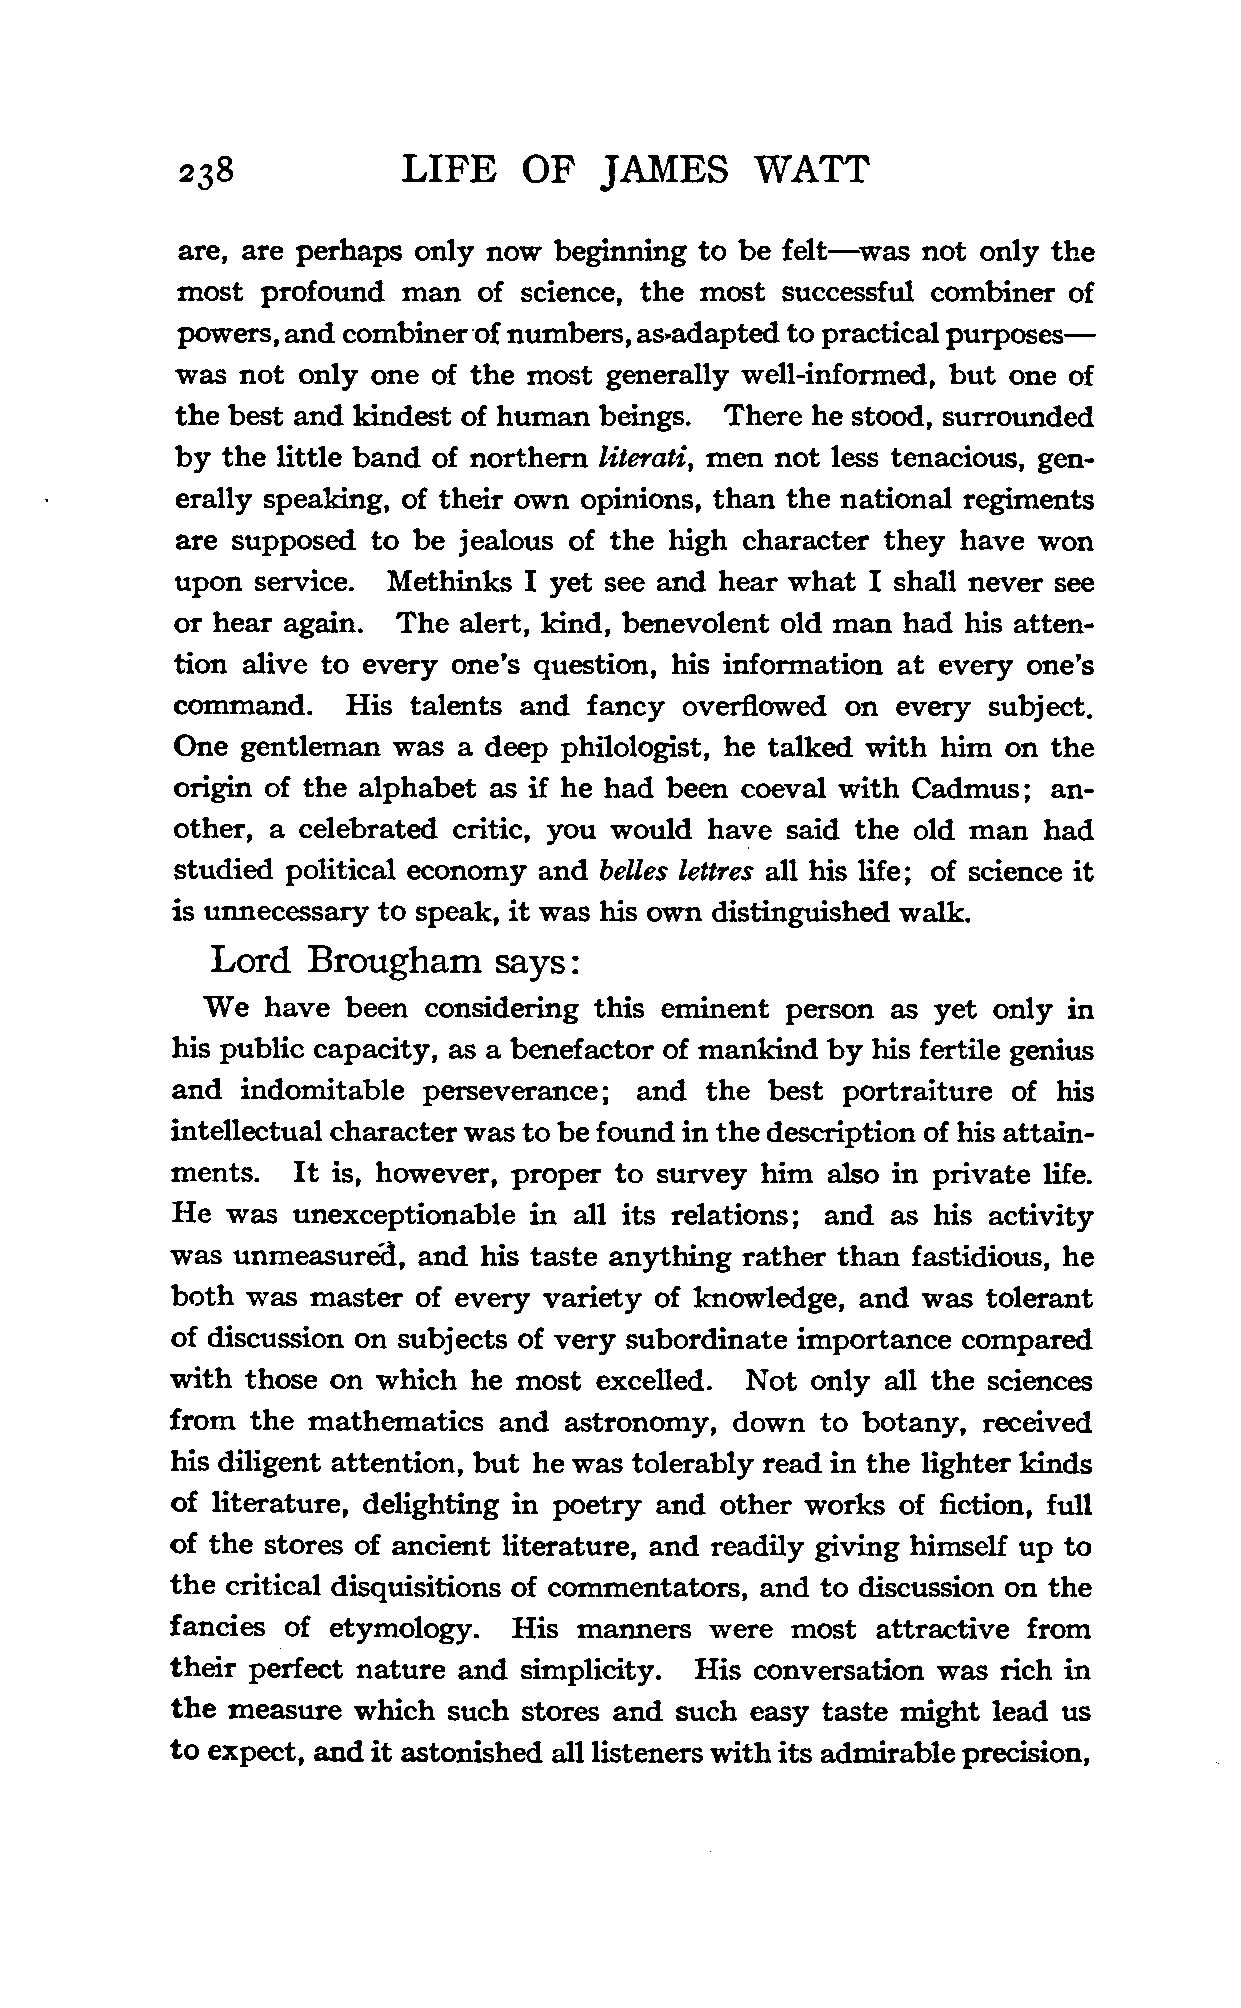 238 LIFE OF JAMES WATT
are, are perhaps only now beginning to be felt—was not only the
most profound man of science, the most successful combiner of
powers, and combiner of numbers, as adapted to practical purposes—
was not only one of the most generally well-informed, but one of
the best and kindest of human beings. There he stood, surrounded
by the little band of northern literati, men not less tenacious, gen-
erally speaking, of their own opinions, than the national regiments
are supposed to be jealous of the high character they have won
upon service. Methinks I yet see and hear what I shall never see
or hear again. The alert, kind, benevolent old man had his atten-
tion alive to every one's question, his information at every one's
command. His talents and fancy overflowed on every subject.
One gentleman was a deep philologist, he talked with him on the
origin of the alphabet as if he had been coeval with Cadmus; an-
other, a celebrated critic, you would have said the old man had
studied political economy and belles lettres all his life; of science it
is unnecessary to speak, it was his own distinguished walk.
Lord Brougham says:
We have been considering this eminent person as yet only in
his public capacity, as a benefactor of mankind by his fertile genius
and indomitable perseverance; and the best portraiture of his
intellectual character was to be found in the description of his attain-
ments. It is, however, proper to survey him also in private life.
He was unexceptionable in all its relations; and as his activity
was unmeasured, and his taste anything rather than fastidious, he
both was master of every variety of knowledge, and was tolerant
of discussion on subjects of very subordinate importance compared
with those on which he most excelled. Not only all the sciences
from the mathematics and astronomy, down to botany, received
his diligent attention, but he was tolerably read in the lighter kinds
of literature, delighting in poetry and other works of fiction, full
of the stores of ancient literature, and readily giving himself up to
the critical disquisitions of commentators, and to discussion on the
fancies of etymology. His manners were most attractive from
their perfect nature and simplicity. His conversation was rich in
the measure which such stores and such easy taste might lead us
to expect, and it astonished all listeners with its admirable precision,